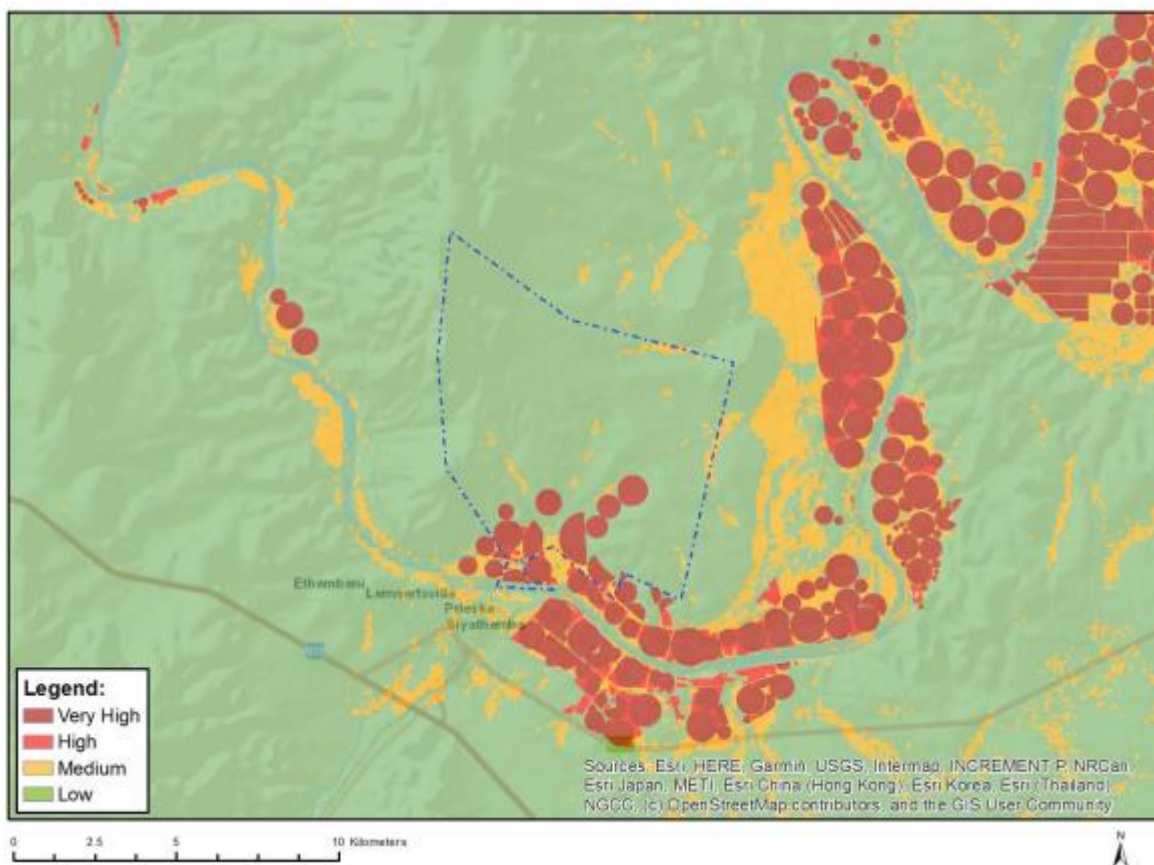 Ethembeni
Lemoertsville
Prieska
Siyathemba
Legend:
Very High
High
Medium
Low
Sources: Esri, HERE, Garmin, USGS, Intermap, INCREMENT P, NRCan,
Esri Japan, METI, Esri China (Hong Kong), Esri Korea, Esri (Thailand),
NGCC, (c) OpenStreetMap contributors, and the GIS User Community
0 2.5 5 10 Kilometers
N